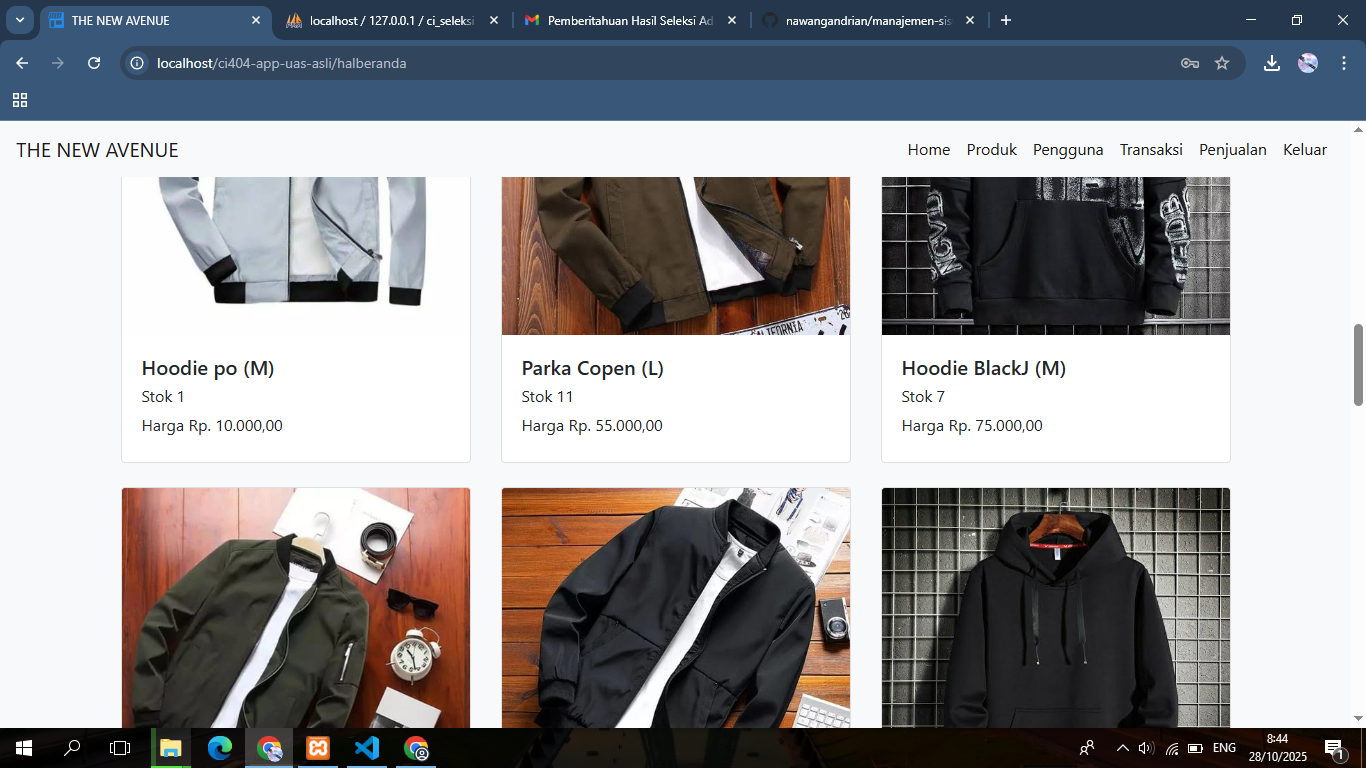 THE NEW AVENUE
localhost / 127.0.0.1 / ci_seleksi
Pemberitahuan Hasil Seleksi Ad
nawangandrian/manajemen-sis
localhost/ci404-app-uas-asli/halberanda
THE NEW AVENUE
Home Produk Pengguna Transaksi Penjualan Keluar
CALIFORNIA
Hoodie po (M)
Stok 1
Harga Rp. 10.000,00
Parka Copen (L)
Stok 11
Harga Rp. 55.000,00
Hoodie BlackJ (M)
Stok 7
Harga Rp. 75.000,00
ENG
8:44
28/10/2025
1